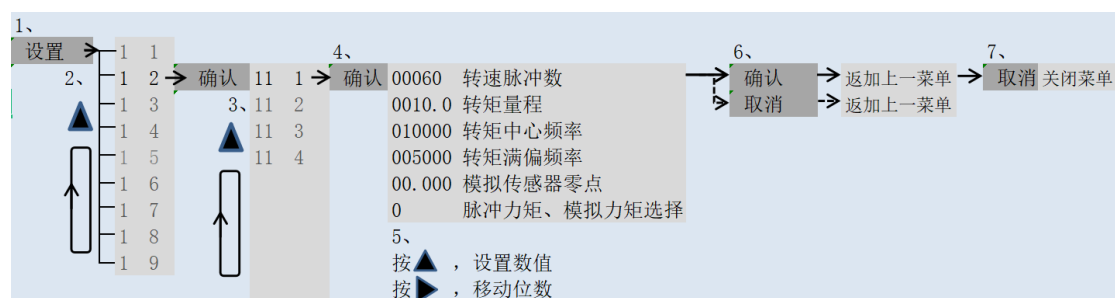 1、
设置 1 1
2、 1 2 确认 11 1 4、 确认 00060 转速脉冲数 6、 确认 返加上一菜单 7、 取消 关闭菜单
1 3 3、 11 2 0010.0 转矩量程 取消 返加上一菜单
1 4 11 3 010000 转矩中心频率
1 5 11 4 005000 转矩满偏频率
1 6 00.000 模拟传感器零点
1 7 0 脉冲力矩、模拟力矩选择
1 8 5、
1 9 按 ，设置数值
按 ，移动位数